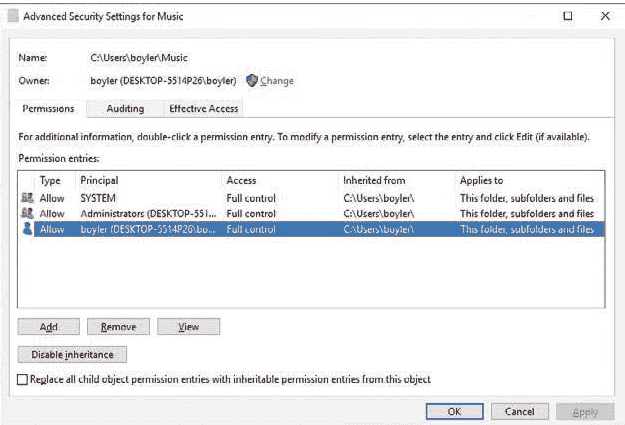 Advanced Security Settings for Music
Name: C:\Users\boyler\Music
Owner: boyler (DESKTOP-5514P26\boyler) Change
Permissions Auditing Effective Access
For additional information, double-click a permission entry. To modify a permission entry, select the entry and click Edit (if available).
Permission entries:
Type Principal Access Inherited from Applies to
Allow SYSTEM Full control C:\Users\boyler\ This folder, subfolders and files
Allow Administrators (DESKTOP-551... Full control C:\Users\boyler\ This folder, subfolders and files
Allow boyler (DESKTOP-5514P26\bo... Full control C:\Users\boyler\ This folder, subfolders and files
Add Remove View
Disable inheritance
Replace all child object permission entries with inheritable permission entries from this object
OK Cancel Apply